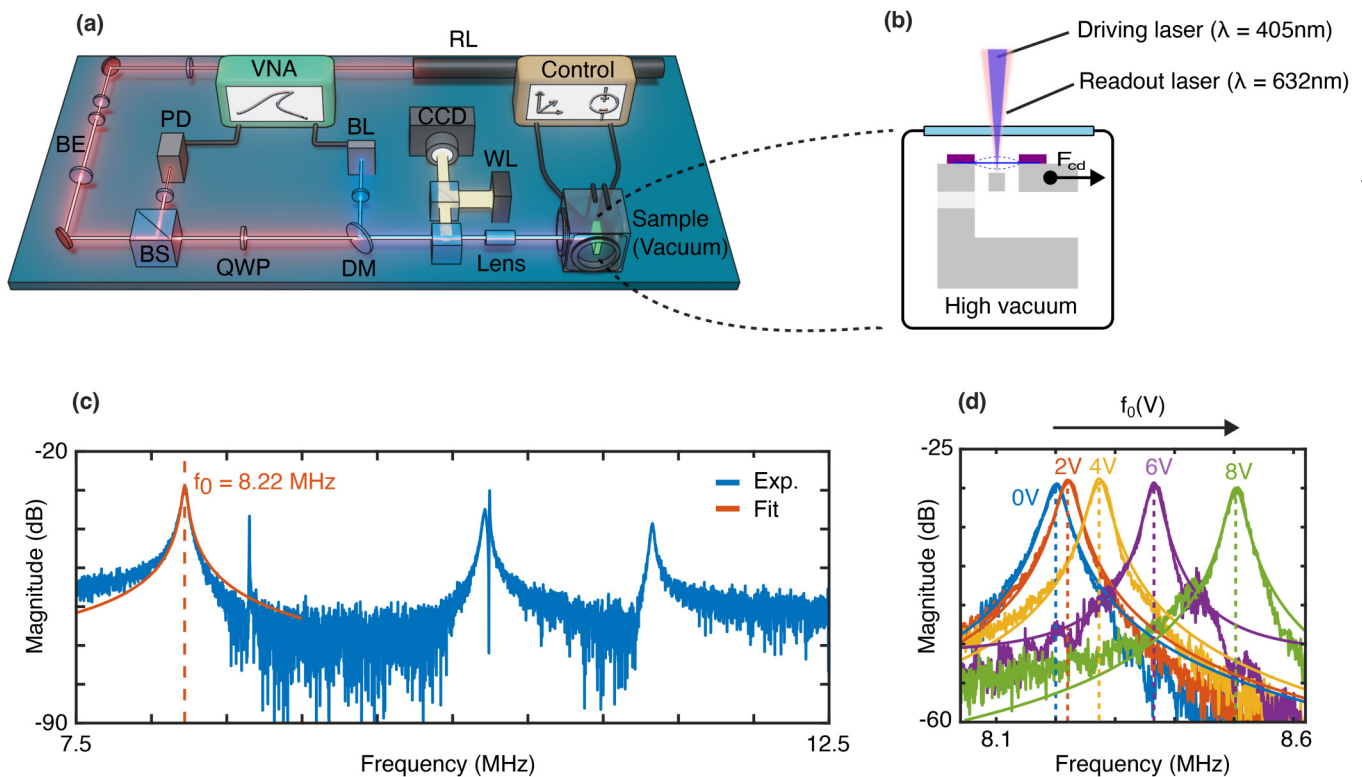 (a)
RL
VNA
Control
CCD
PD
BL
WL
BE
Sample
(Vacuum)
BS
QWP
DM
Lens
(b)
Driving laser (λ = 405nm)
Readout laser (λ = 632nm)
F_cd
High vacuum
(c)
-20
f₀ = 8.22 MHz
Exp.
Fit
Magnitude (dB)
-90
7.5
12.5
Frequency (MHz)
(d)
f₀(V)
-25
0V
2V
4V
6V
8V
Magnitude (dB)
-60
8.1
8.6
Frequency (MHz)